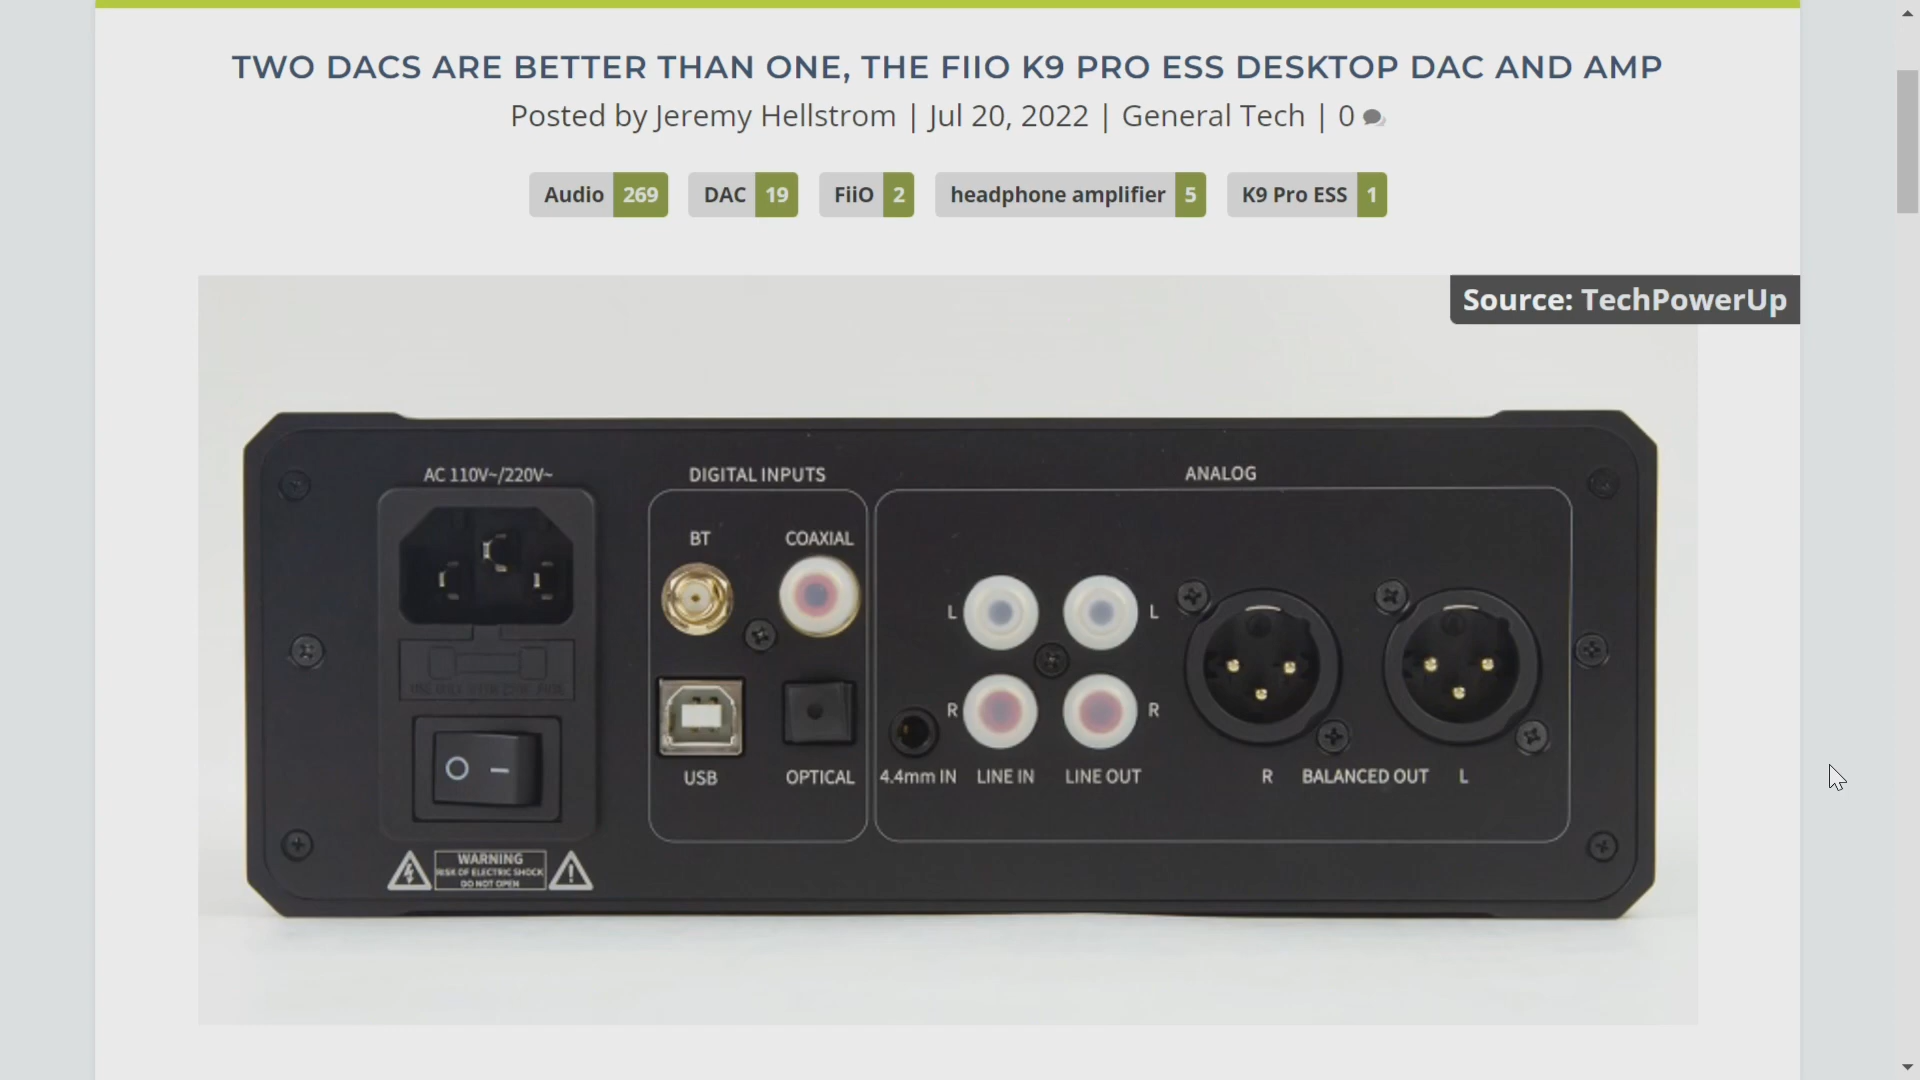 TWO DACS ARE BETTER THAN ONE, THE FIIO K9 PRO ESS DESKTOP DAC AND AMP
Posted by Jeremy Hellstrom | Jul 20, 2022 | General Tech | 0
Audio 269 DAC 19 FiiO 2 headphone amplifier 5 K9 Pro ESS 1
Source: TechPowerUp
AC 110V~/220V~ DIGITAL INPUTS ANALOG
BT COAXIAL
L L
R R
USB OPTICAL 4.4mm IN LINE IN LINE OUT R BALANCED OUT L
WARNING
RISK OF ELECTRIC SHOCK
DO NOT OPEN